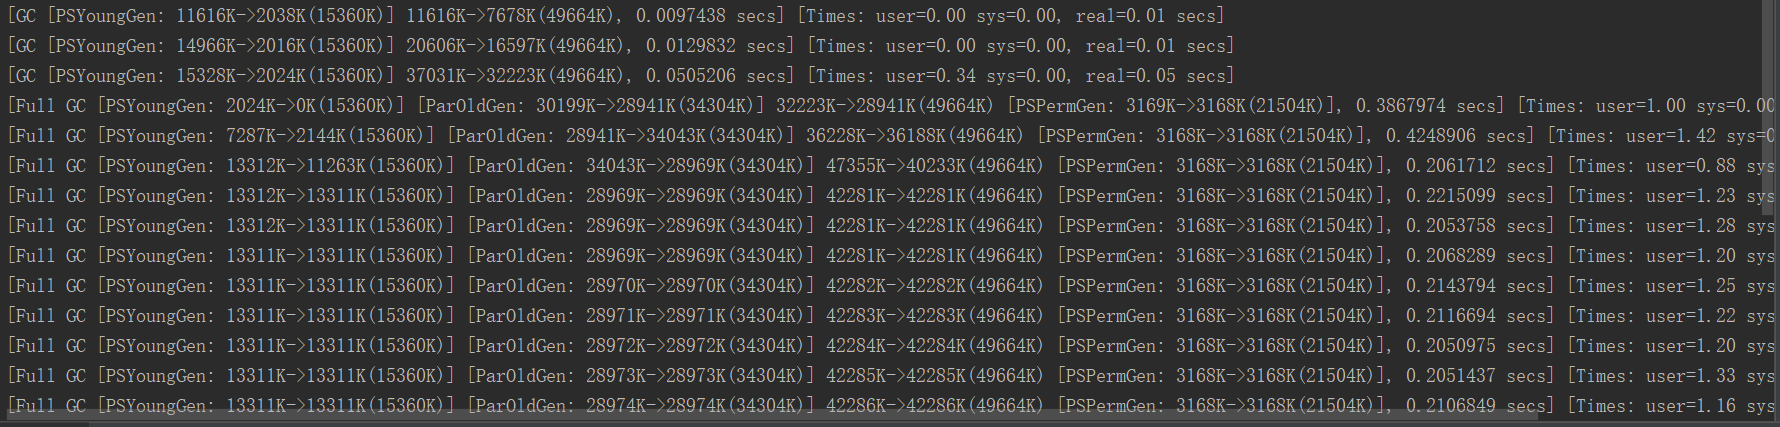 [GC [PSYoungGen: 11616K->2038K(15360K)] 11616K->7678K(49664K), 0.0097438 secs] [Times: user=0.00 sys=0.00, real=0.01 secs]
[GC [PSYoungGen: 14966K->2016K(15360K)] 20606K->16597K(49664K), 0.0129832 secs] [Times: user=0.00 sys=0.00, real=0.01 secs]
[GC [PSYoungGen: 15328K->2024K(15360K)] 37031K->32223K(49664K), 0.0505206 secs] [Times: user=0.34 sys=0.00, real=0.05 secs]
[Full GC [PSYoungGen: 2024K->0K(15360K)] [ParOldGen: 30199K->28941K(34304K)] 32223K->28941K(49664K) [PSPermGen: 3169K->3168K(21504K)], 0.3867974 secs] [Times: user=1.00 sys=0.00
[Full GC [PSYoungGen: 7287K->2144K(15360K)] [ParOldGen: 28941K->34043K(34304K)] 36228K->36188K(49664K) [PSPermGen: 3168K->3168K(21504K)], 0.4248906 secs] [Times: user=1.42 sys=0
[Full GC [PSYoungGen: 13312K->11263K(15360K)] [ParOldGen: 34043K->28969K(34304K)] 47355K->40233K(49664K) [PSPermGen: 3168K->3168K(21504K)], 0.2061712 secs] [Times: user=0.88 sys
[Full GC [PSYoungGen: 13312K->13311K(15360K)] [ParOldGen: 28969K->28969K(34304K)] 42281K->42281K(49664K) [PSPermGen: 3168K->3168K(21504K)], 0.2215099 secs] [Times: user=1.23 sys
[Full GC [PSYoungGen: 13312K->13311K(15360K)] [ParOldGen: 28969K->28969K(34304K)] 42281K->42281K(49664K) [PSPermGen: 3168K->3168K(21504K)], 0.2053758 secs] [Times: user=1.28 sys
[Full GC [PSYoungGen: 13311K->13311K(15360K)] [ParOldGen: 28969K->28969K(34304K)] 42281K->42281K(49664K) [PSPermGen: 3168K->3168K(21504K)], 0.2068289 secs] [Times: user=1.20 sys
[Full GC [PSYoungGen: 13311K->13311K(15360K)] [ParOldGen: 28970K->28970K(34304K)] 42282K->42282K(49664K) [PSPermGen: 3168K->3168K(21504K)], 0.2143794 secs] [Times: user=1.25 sys
[Full GC [PSYoungGen: 13311K->13311K(15360K)] [ParOldGen: 28971K->28971K(34304K)] 42283K->42283K(49664K) [PSPermGen: 3168K->3168K(21504K)], 0.2116694 secs] [Times: user=1.22 sys
[Full GC [PSYoungGen: 13311K->13311K(15360K)] [ParOldGen: 28972K->28972K(34304K)] 42284K->42284K(49664K) [PSPermGen: 3168K->3168K(21504K)], 0.2050975 secs] [Times: user=1.20 sys
[Full GC [PSYoungGen: 13311K->13311K(15360K)] [ParOldGen: 28973K->28973K(34304K)] 42285K->42285K(49664K) [PSPermGen: 3168K->3168K(21504K)], 0.2051437 secs] [Times: user=1.33 sys
[Full GC [PSYoungGen: 13311K->13311K(15360K)] [ParOldGen: 28974K->28974K(34304K)] 42286K->42286K(49664K) [PSPermGen: 3168K->3168K(21504K)], 0.2106849 secs] [Times: user=1.16 sys